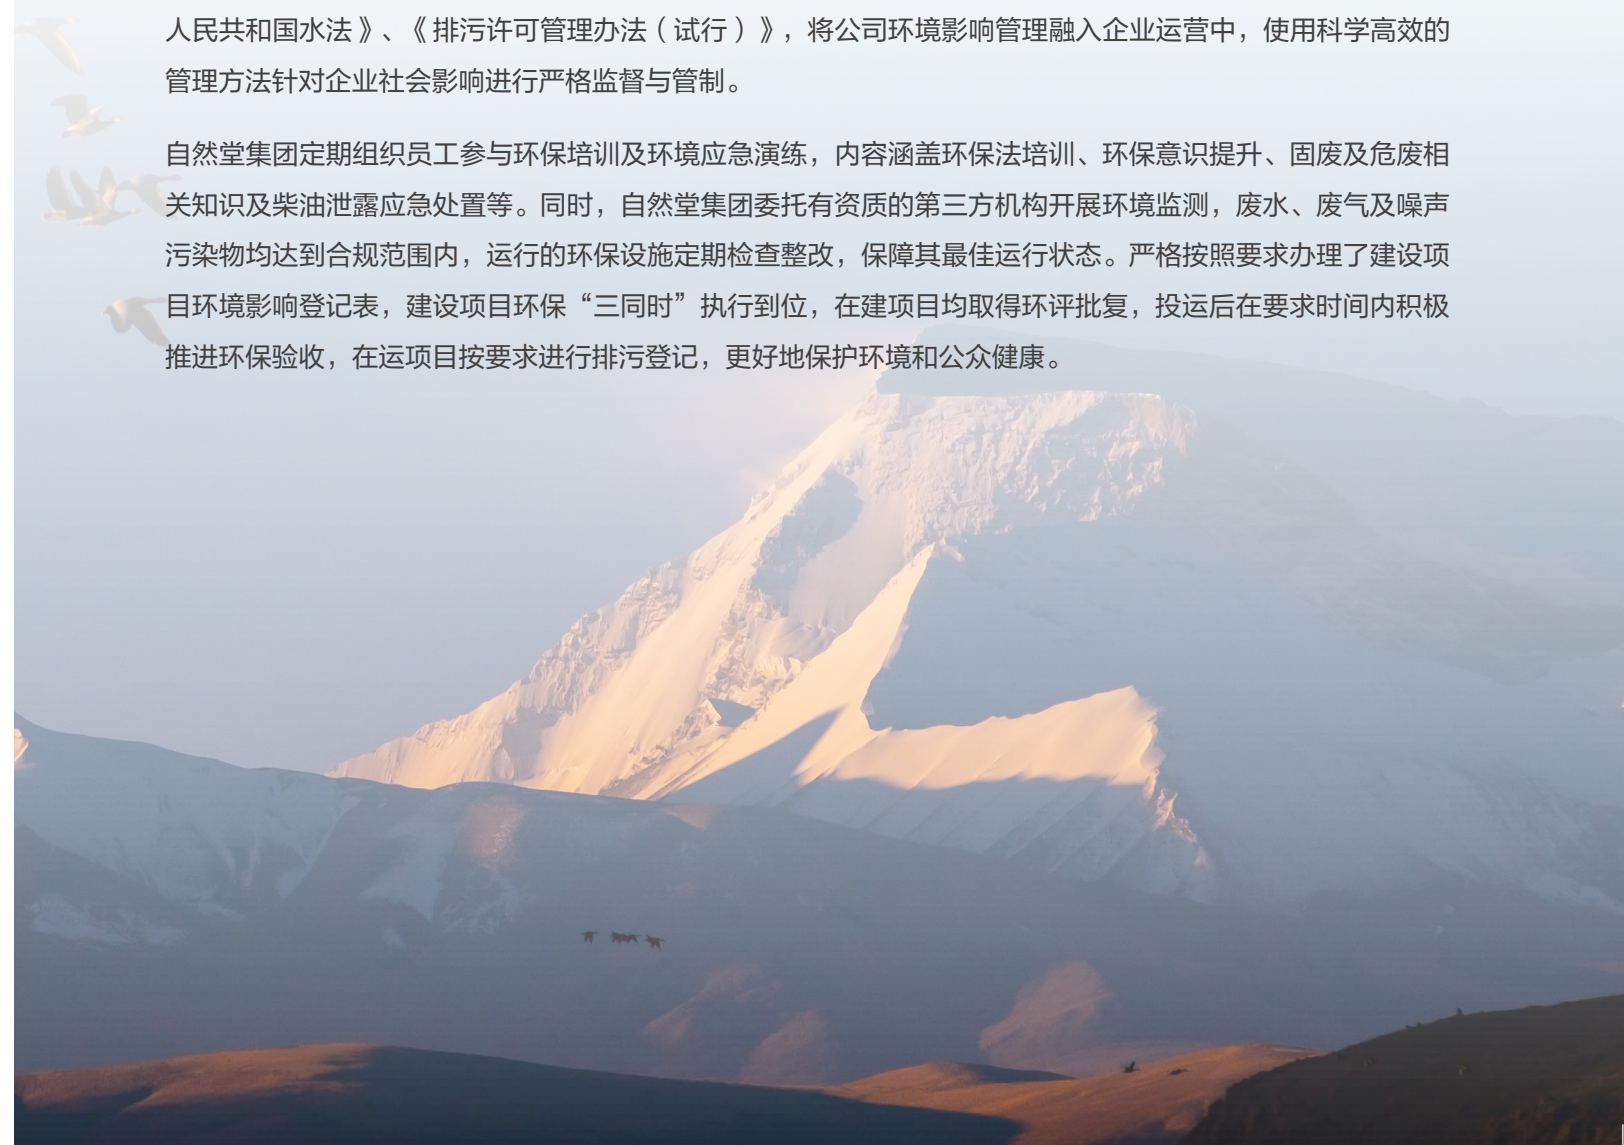 人民共和国水法》、《排污许可管理办法（试行）》，将公司环境影响管理融入企业运营中，使用科学高效的
管理方法针对企业社会影响进行严格监督与管制。
自然堂集团定期组织员工参与环保培训及环境应急演练，内容涵盖环保法培训、环保意识提升、固废及危废相
关知识及柴油泄露应急处置等。同时，自然堂集团委托有资质的第三方机构开展环境监测，废水、废气及噪声
污染物均达到合规范围内，运行的环保设施定期检查整改，保障其最佳运行状态。严格按照要求办理了建设项
目环境影响登记表，建设项目环保“三同时”执行到位，在建项目均取得环评批复，投运后在要求时间内积极
推进环保验收，在运项目按要求进行排污登记，更好地保护环境和公众健康。